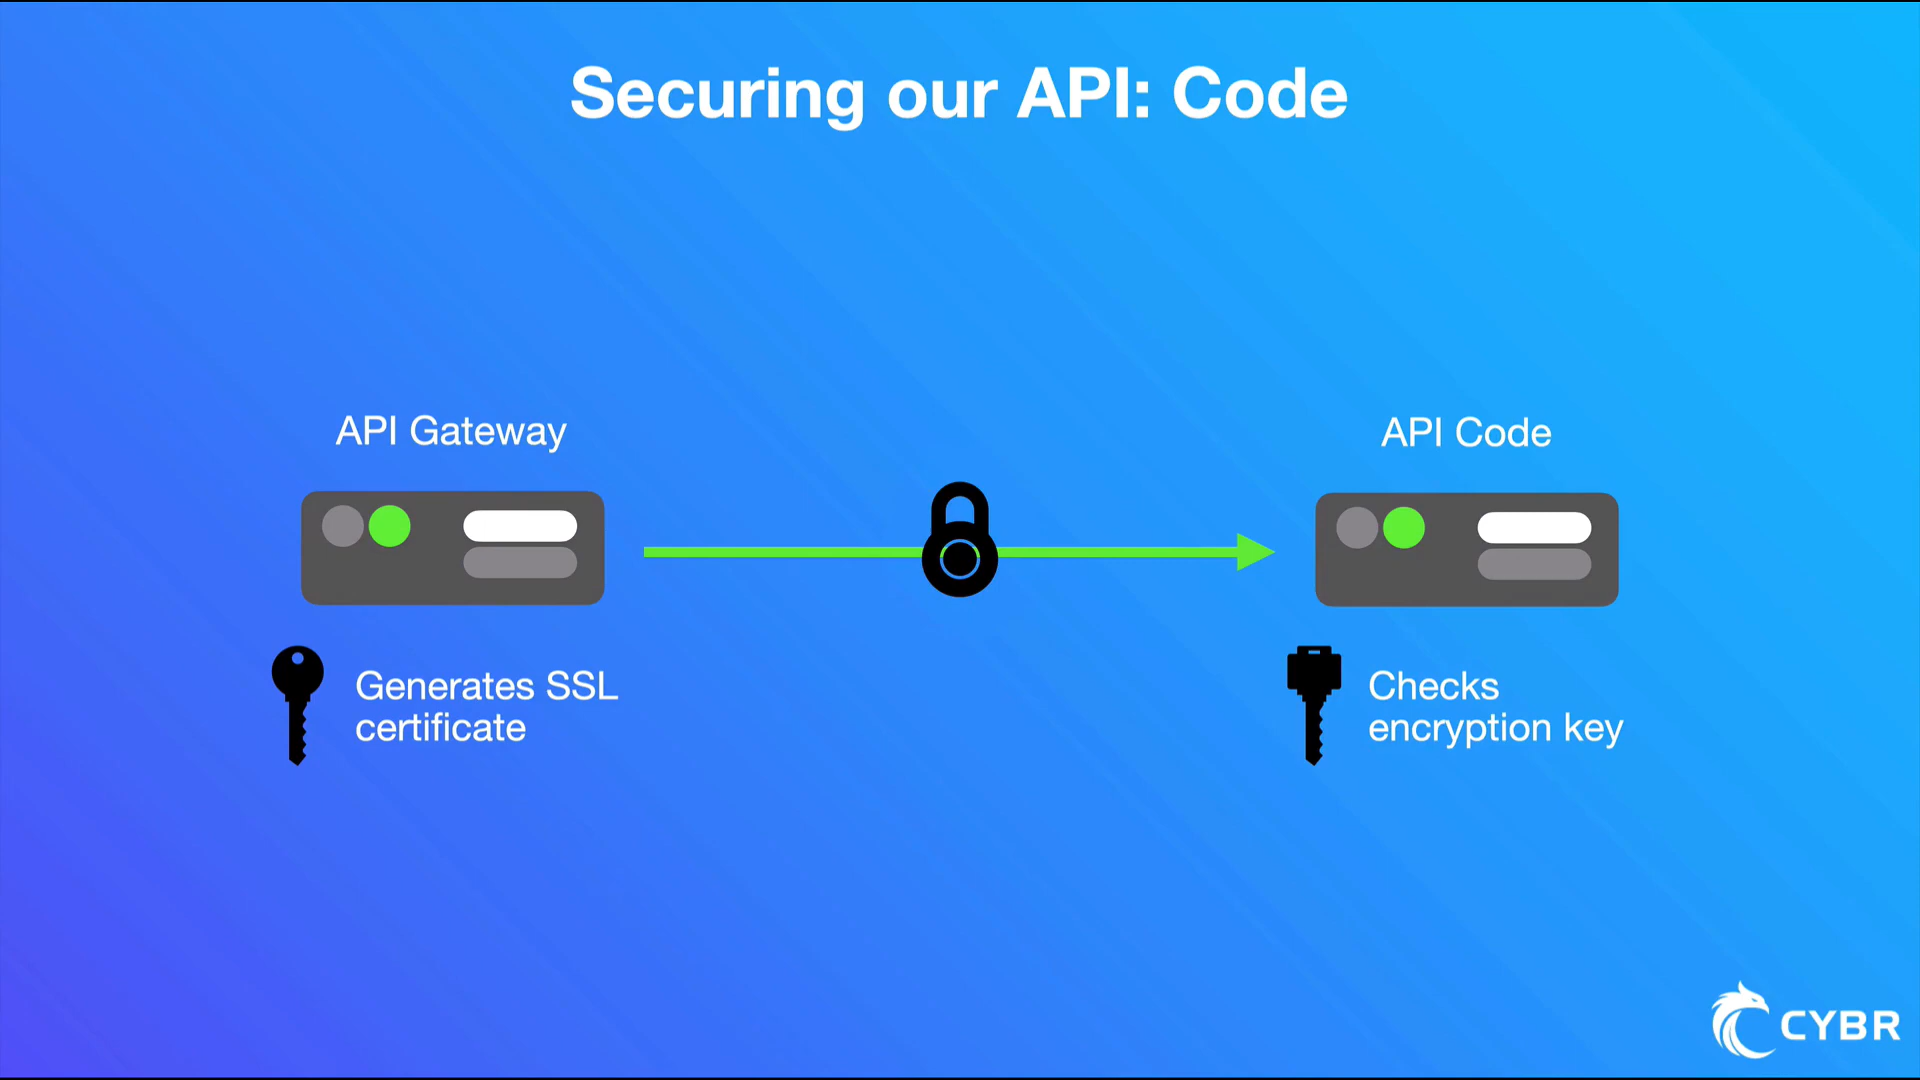 Securing our API: Code
API Gateway
API Code
Generates SSL
certificate
Checks
encryption key
CYBR